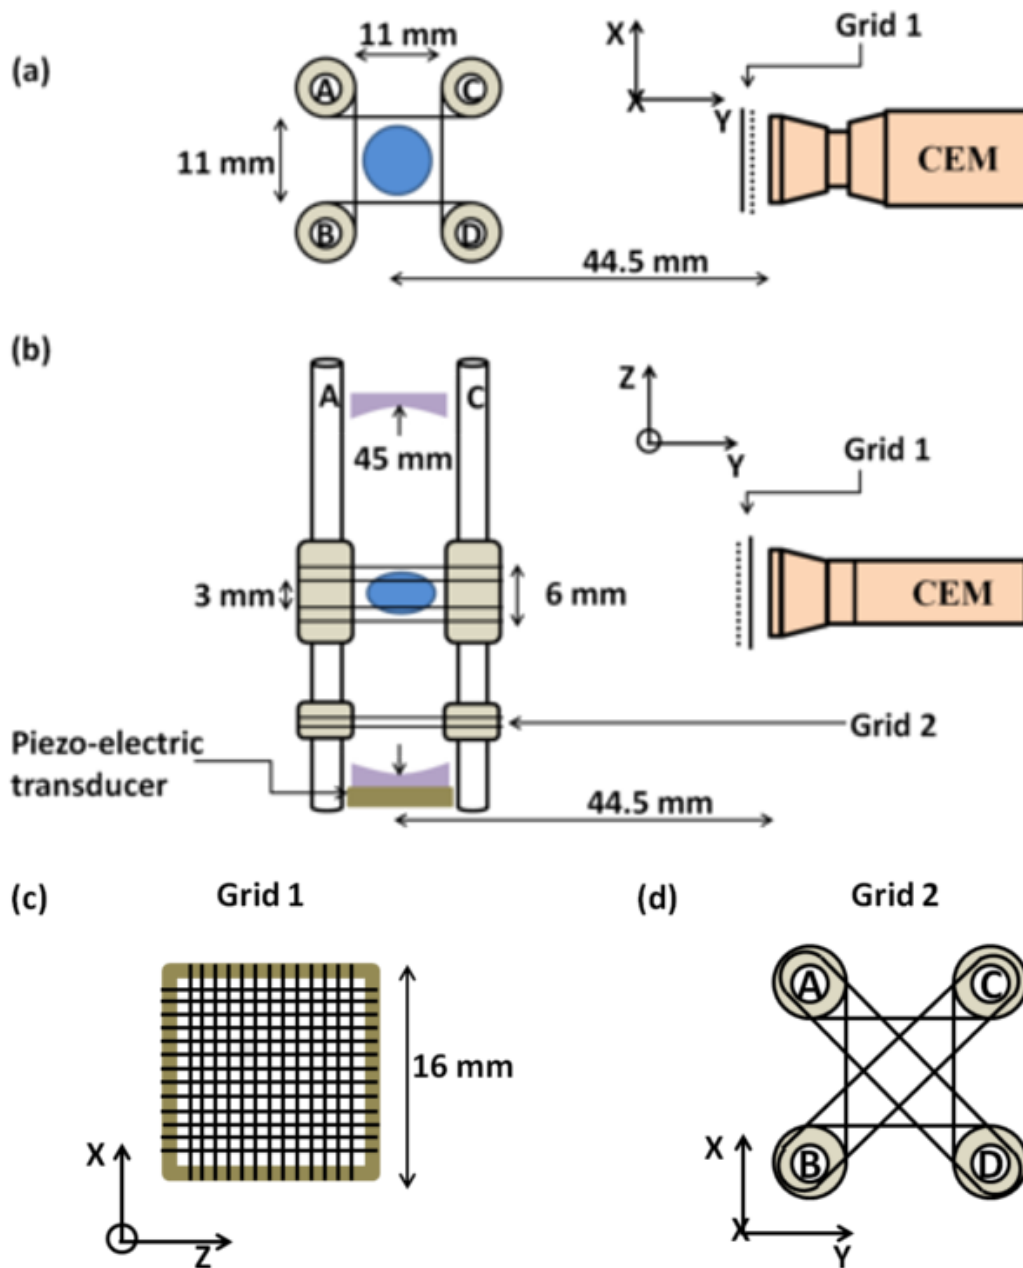 (a)
11 mm
Grid 1
X
A
C
X
Y
11 mm
CEM
B
D
44.5 mm
(b)
A
C
Z
45 mm
Y
Grid 1
3 mm
6 mm
CEM
Grid 2
Piezo-electric
transducer
44.5 mm
(c)
Grid 1
(d)
Grid 2
A
C
16 mm
X
Z
X
B
D
X
Y